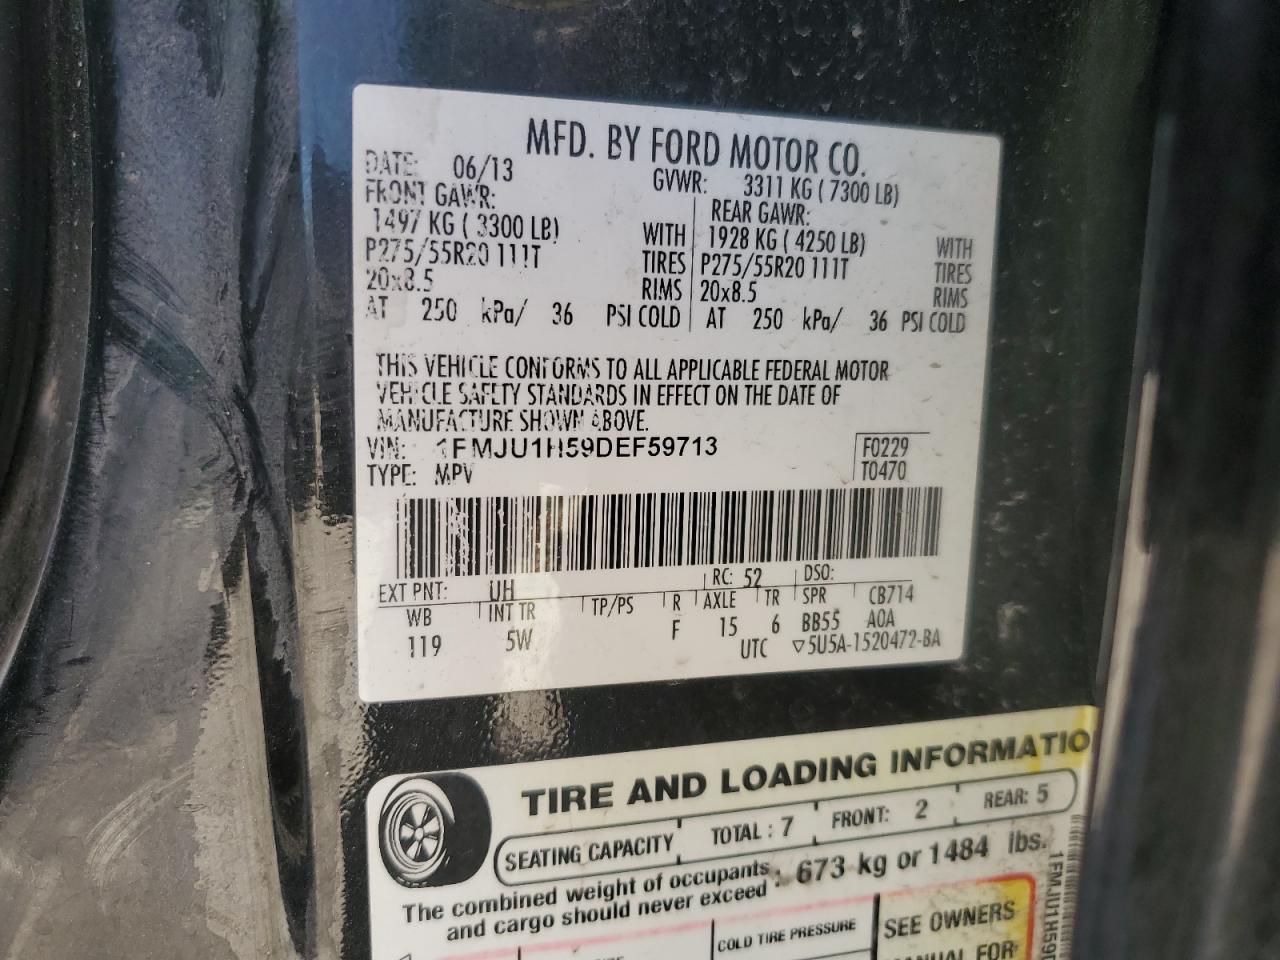 MFD. BY FORD MOTOR CO.
DATE: 06/13 GVWR: 3311 KG ( 7300 LB)
FRONT GAWR: REAR GAWR:
1497 KG ( 3300 LB) WITH 1928 KG ( 4250 LB) WITH
P275/55R20 111T TIRES P275/55R20 111T TIRES
20x8.5 RIMS 20x8.5 RIMS
AT 250 kPa/ 36 PSI COLD AT 250 kPa/ 36 PSI COLD
THIS VEHICLE CONFORMS TO ALL APPLICABLE FEDERAL MOTOR
VEHICLE SAFETY STANDARDS IN EFFECT ON THE DATE OF
MANUFACTURE SHOWN ABOVE.
VIN: 1FMJU1H59DEF59713 F0229
TYPE: MPV T0470
EXT PNT: UH RC: 52 DSO:
WB INT TR TP/PS R AXLE TR SPR CB714
119 5W F 15 6 BB55 A0A
UTC ▽5U5A-1520472-BA
TIRE AND LOADING INFORMATIO
SEATING CAPACITY TOTAL : 7 FRONT: 2 REAR: 5
The combined weight of occupants : 673 kg or 1484 lbs.
and cargo should never exceed
COLD TIRE PRESSURE SEE OWNERS
MANUAL FOR
1FMJU1H59D